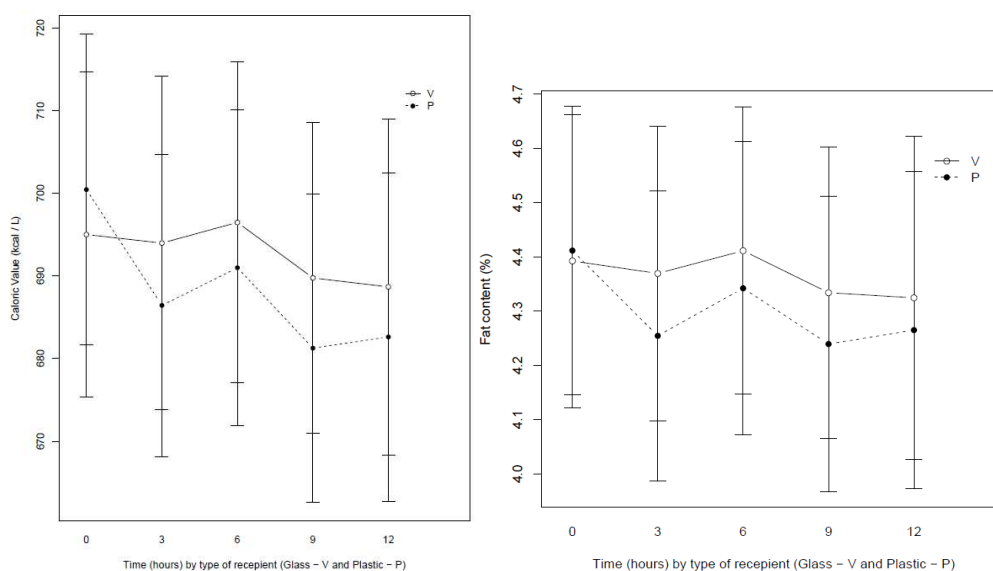 Caloric Value (kcal / L)
720
710
700
690
680
670
V
P
0 3 6 9 12
Time (hours) by type of recepient (Glass − V and Plastic − P)
Fat content (%)
4.7
4.6
4.5
4.4
4.3
4.2
4.1
4.0
V
P
0 3 6 9 12
Time (hours) by type of recepient (Glass − V and Plastic − P)